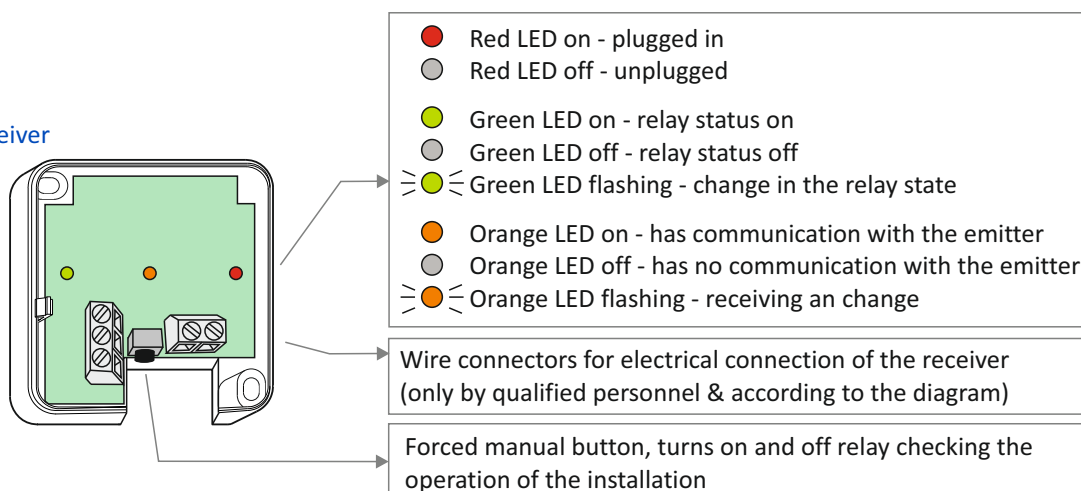 Red LED on - plugged in
Red LED off - unplugged
Green LED on - relay status on
eiver
Green LED off - relay status off
Green LED flashing - change in the relay state
Orange LED on - has communication with the emitter
Orange LED off - has no communication with the emitter
Orange LED flashing - receiving an change
Wire connectors for electrical connection of the receiver
(only by qualified personnel & according to the diagram)
Forced manual button, turns on and off relay checking the
operation of the installation